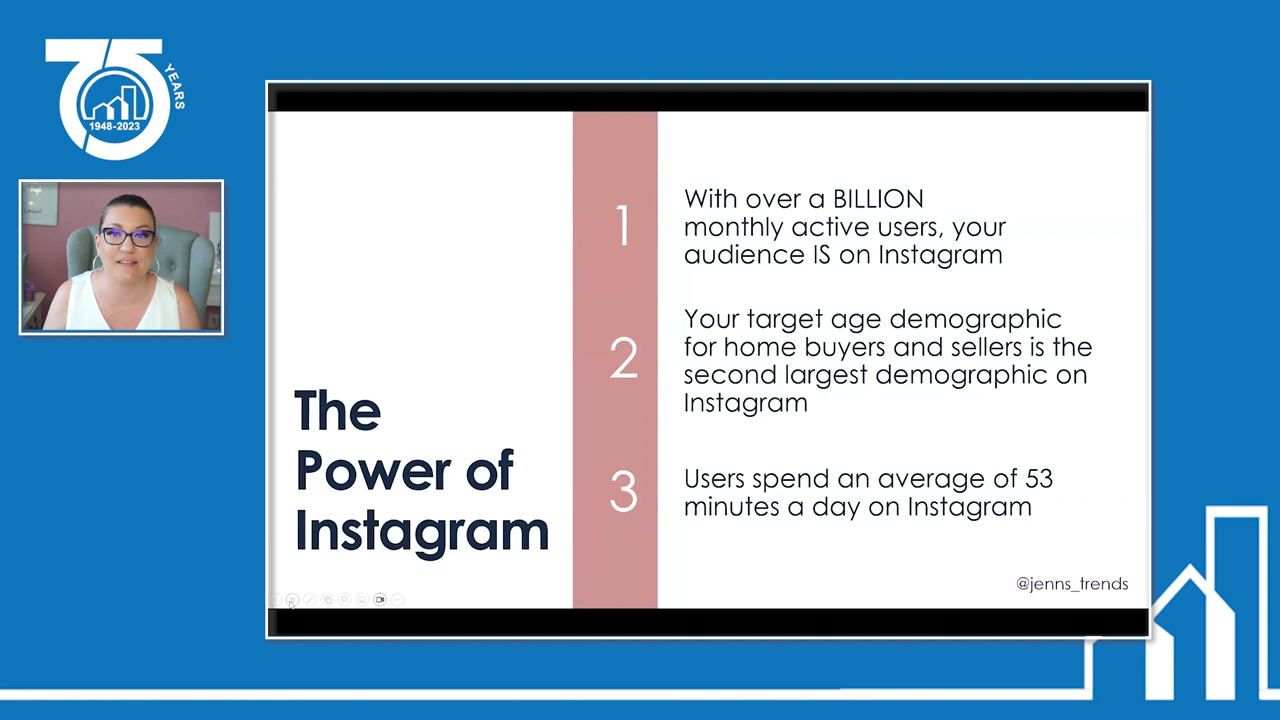 75
YEARS
1948-2023
The
Power of
Instagram
1
With over a BILLION
monthly active users, your
audience IS on Instagram
2
Your target age demographic
for home buyers and sellers is the
second largest demographic on
Instagram
3
Users spend an average of 53
minutes a day on Instagram
@jenns_trends